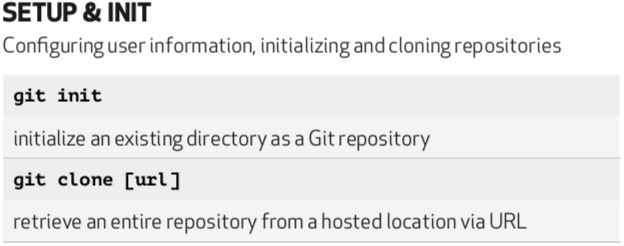 SETUP & INIT
Configuring user information, initializing and cloning repositories
git init
initialize an existing directory as a Git repository
git clone [url]
retrieve an entire repository from a hosted location via URL